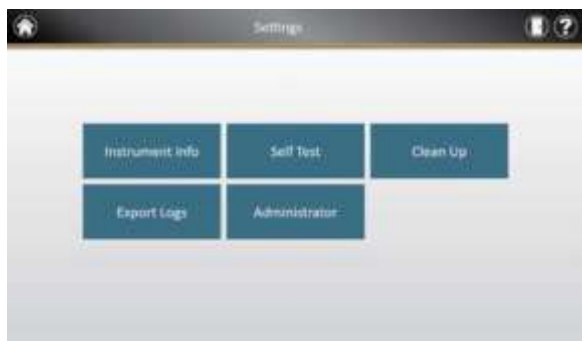 Settings
?
Instrument Info
Self Test
Clean Up
Export Logs
Administrator